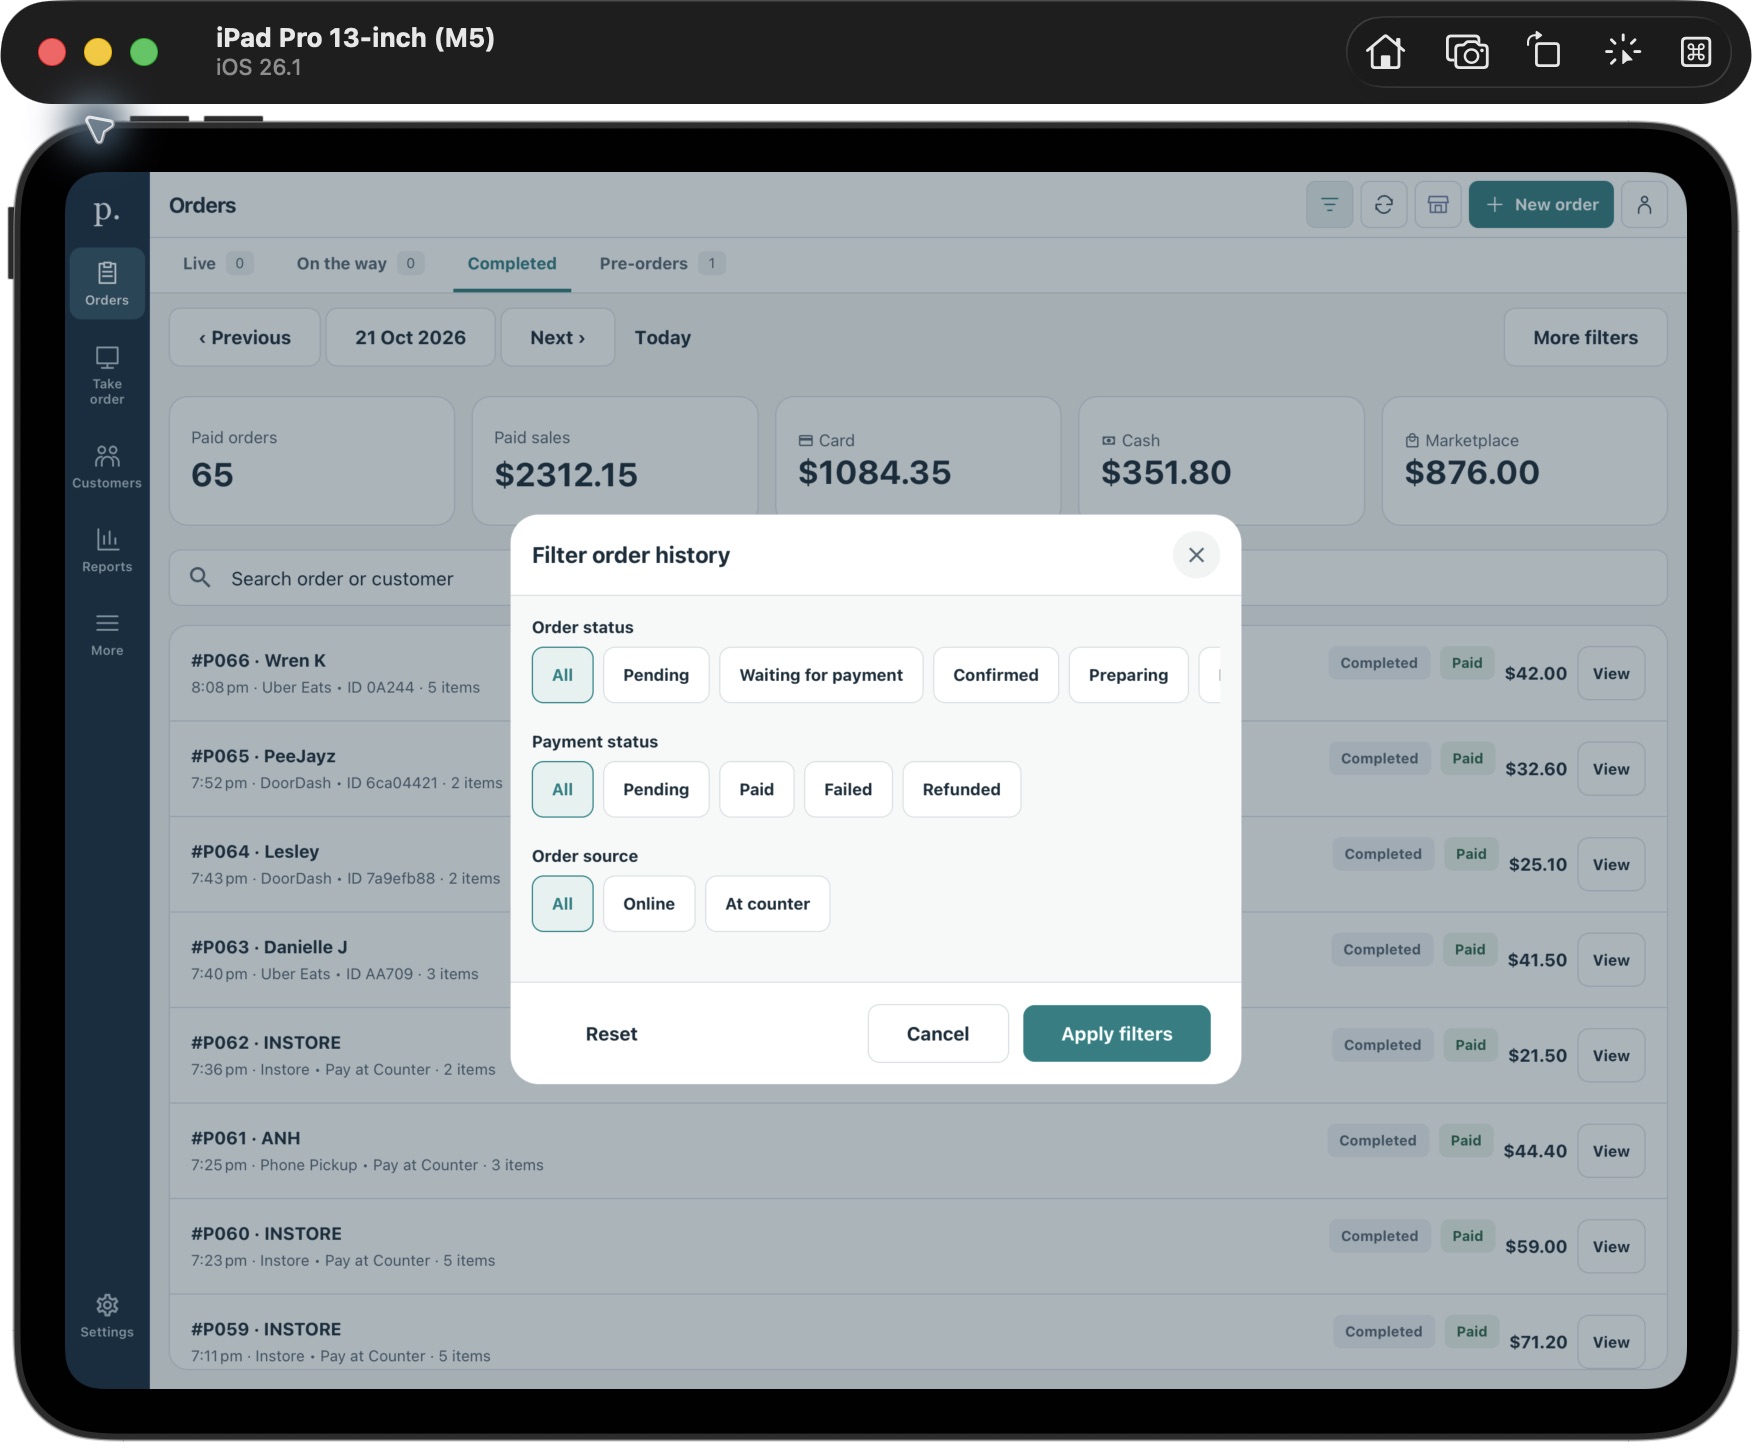 iPad Pro 13-inch (M5)
iOS 26.1
p.
Orders
Take
order
Customers
Reports
More
Settings
Orders
New order
Live 0
On the way 0
Completed
Pre-orders 1
‹ Previous
21 Oct 2026
Next ›
Today
More filters
Paid orders
65
Paid sales
$2312.15
Card
$1084.35
Cash
$351.80
Marketplace
$876.00
Search order or customer
#P066 · Wren K
8:08 pm · Uber Eats • ID 0A244 · 5 items
Completed Paid $42.00 View
#P065 · PeeJayz
7:52 pm · DoorDash • ID 6ca04421 · 2 items
Completed Paid $32.60 View
#P064 · Lesley
7:43 pm · DoorDash • ID 7a9efb88 · 2 items
Completed Paid $25.10 View
#P063 · Danielle J
7:40 pm · Uber Eats • ID AA709 · 3 items
Completed Paid $41.50 View
#P062 · INSTORE
7:36 pm · Instore • Pay at Counter · 2 items
Completed Paid $21.50 View
#P061 · ANH
7:25 pm · Phone Pickup • Pay at Counter · 3 items
Completed Paid $44.40 View
#P060 · INSTORE
7:23 pm · Instore • Pay at Counter · 5 items
Completed Paid $59.00 View
#P059 · INSTORE
7:11 pm · Instore • Pay at Counter · 5 items
Completed Paid $71.20 View
Filter order history
Order status
All Pending Waiting for payment Confirmed Preparing
Payment status
All Pending Paid Failed Refunded
Order source
All Online At counter
Reset
Cancel
Apply filters